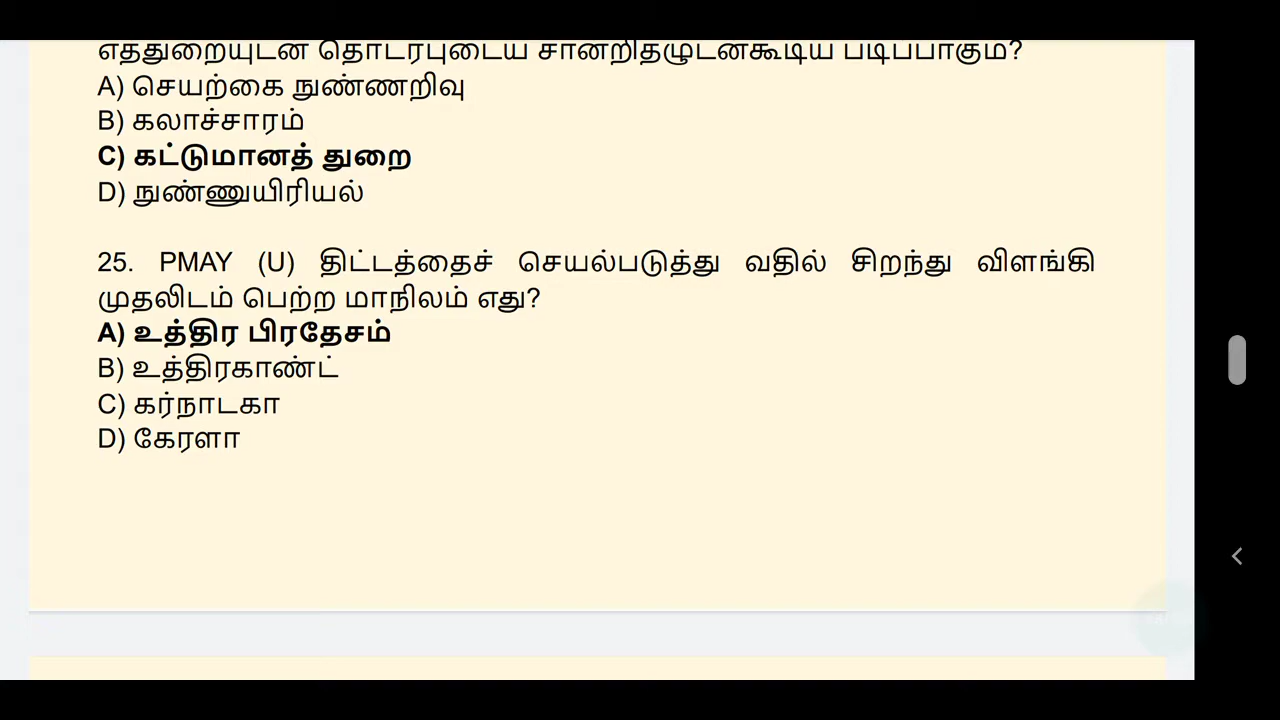 எத்துறையுடன் தொடர்புடைய சான்றிதழுடன்கூடிய படிப்பாகும்?
A) செயற்கை நுண்ணறிவு
B) கலாச்சாரம்
C) கட்டுமானத் துறை
D) நுண்ணுயிரியல்
25. PMAY (U) திட்டத்தைச் செயல்படுத்து வதில் சிறந்து விளங்கி
முதலிடம் பெற்ற மாநிலம் எது?
A) உத்திர பிரதேசம்
B) உத்திரகாண்ட்
C) கர்நாடகா
D) கேரளா